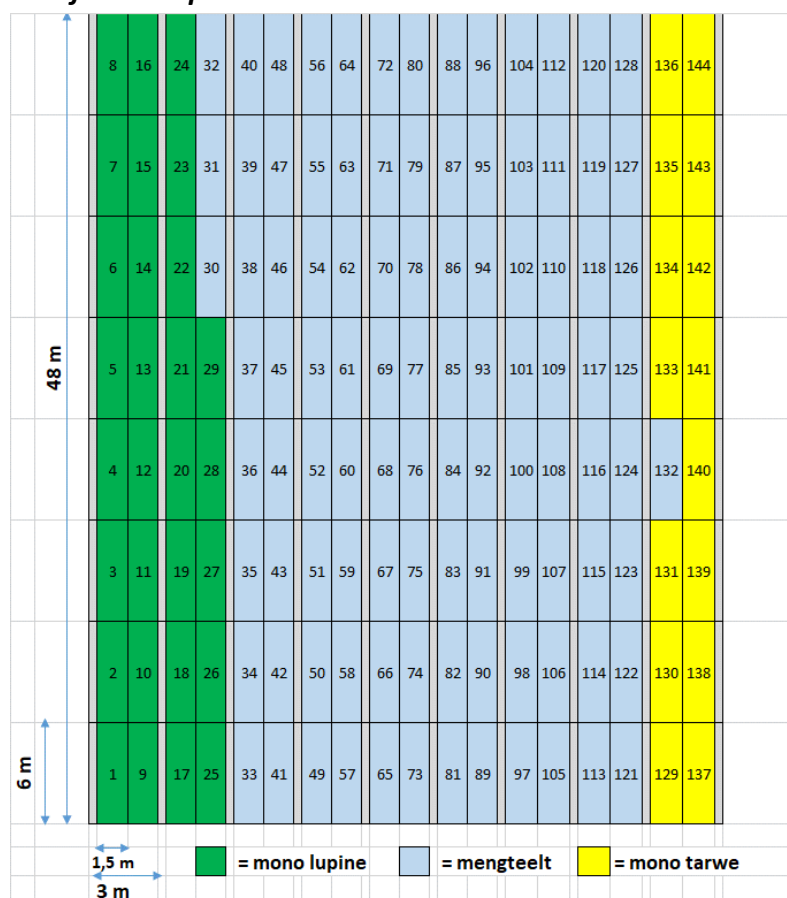 8 16 24 32 40 48 56 64 72 80 88 96 104 112 120 128 136 144
7 15 23 31 39 47 55 63 71 79 87 95 103 111 119 127 135 143
6 14 22 30 38 46 54 62 70 78 86 94 102 110 118 126 134 142
48 m
5 13 21 29 37 45 53 61 69 77 85 93 101 109 117 125 133 141
4 12 20 28 36 44 52 60 68 76 84 92 100 108 116 124 132 140
3 11 19 27 35 43 51 59 67 75 83 91 99 107 115 123 131 139
2 10 18 26 34 42 50 58 66 74 82 90 98 106 114 122 130 138
6 m
1 9 17 25 33 41 49 57 65 73 81 89 97 105 113 121 129 137
1,5 m
= mono lupine = mengteelt = mono tarwe
3 m